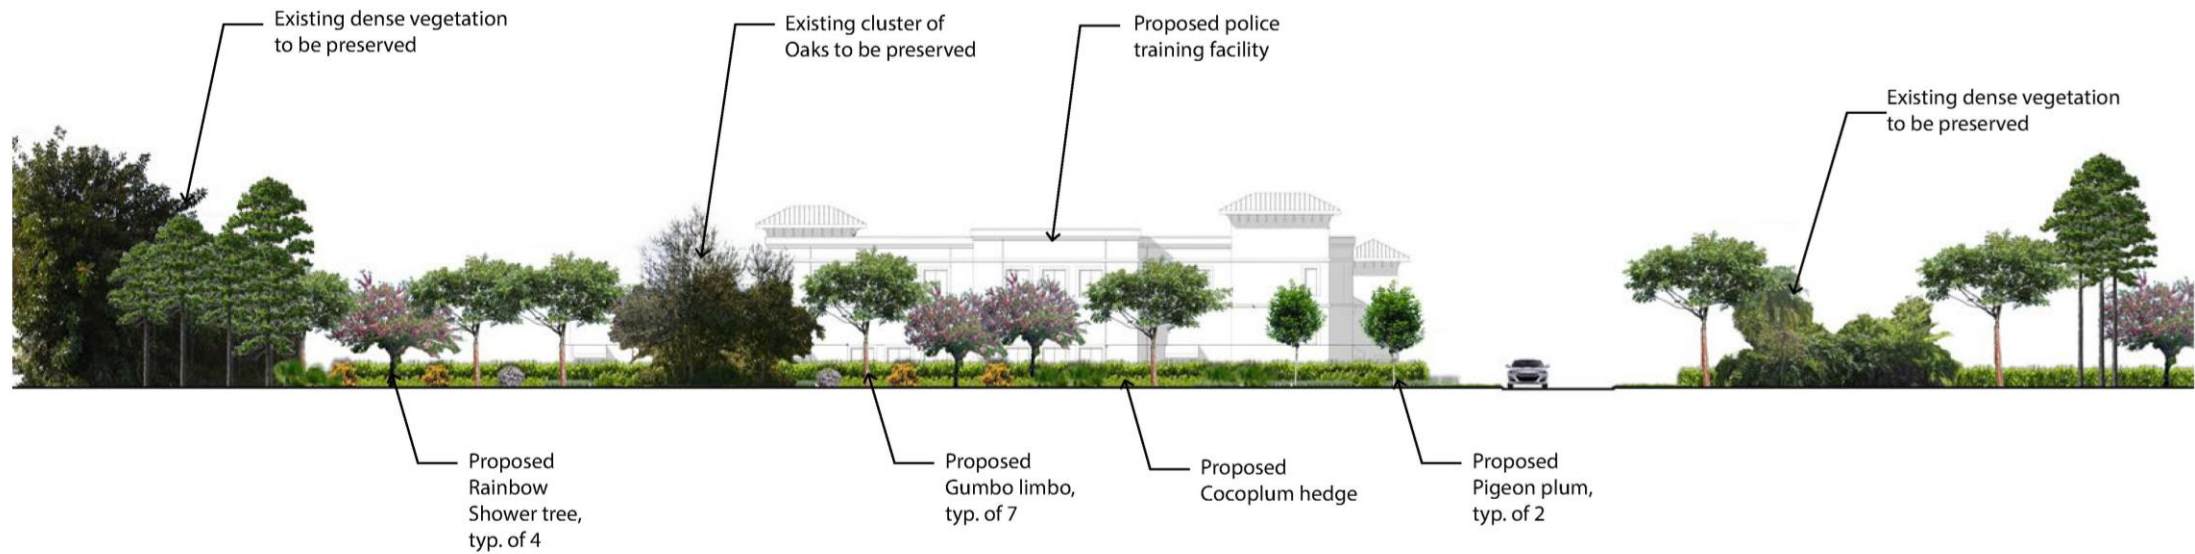 Existing dense vegetation
to be preserved
Existing cluster of
Oaks to be preserved
Proposed police
training facility
Existing dense vegetation
to be preserved
Proposed
Rainbow
Shower tree,
typ. of 4
Proposed
Gumbo limbo,
typ. of 7
Proposed
Cocoplum hedge
Proposed
Pigeon plum,
typ. of 2